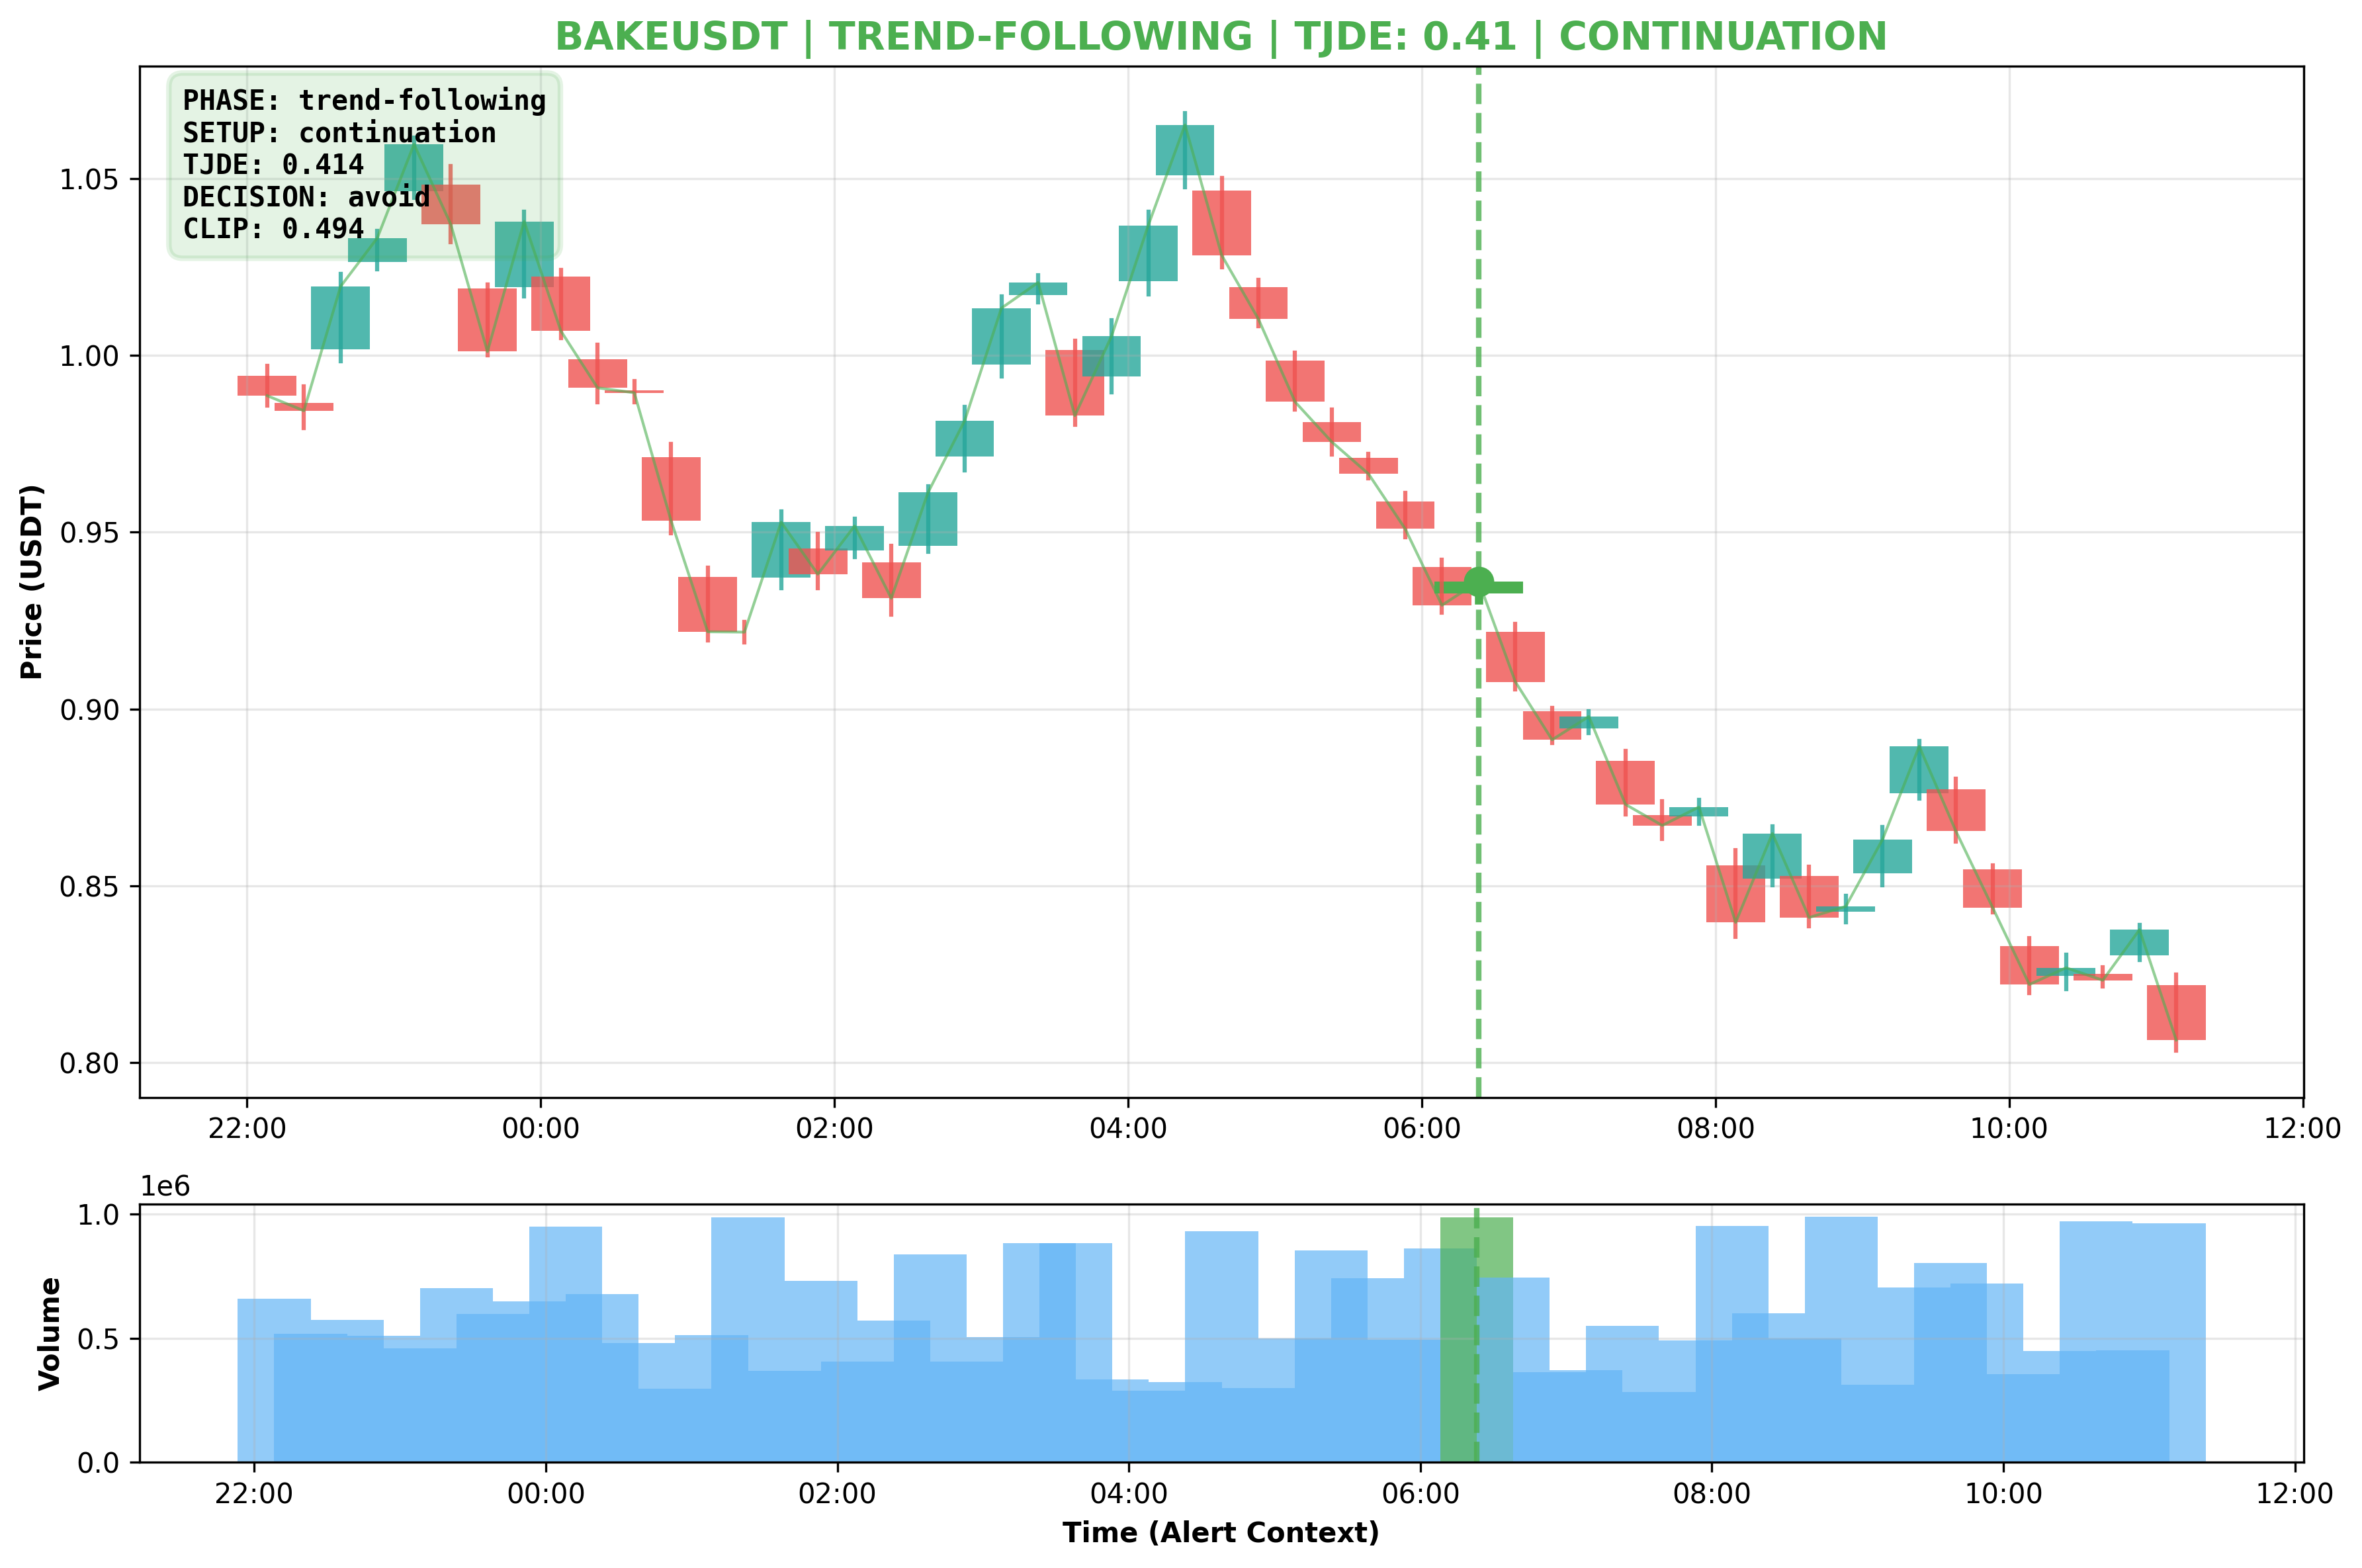 BAKEUSDT | TREND-FOLLOWING | TJDE: 0.41 | CONTINUATION
PHASE: trend-following
SETUP: continuation
TJDE: 0.414
DECISION: avoid
CLIP: 0.494
Price (USDT)
1.05
1.00
0.95
0.90
0.85
0.80
22:00 00:00 02:00 04:00 06:00 08:00 10:00 12:00
1e6
Volume
1.0
0.5
0.0
22:00 00:00 02:00 04:00 06:00 08:00 10:00 12:00
Time (Alert Context)